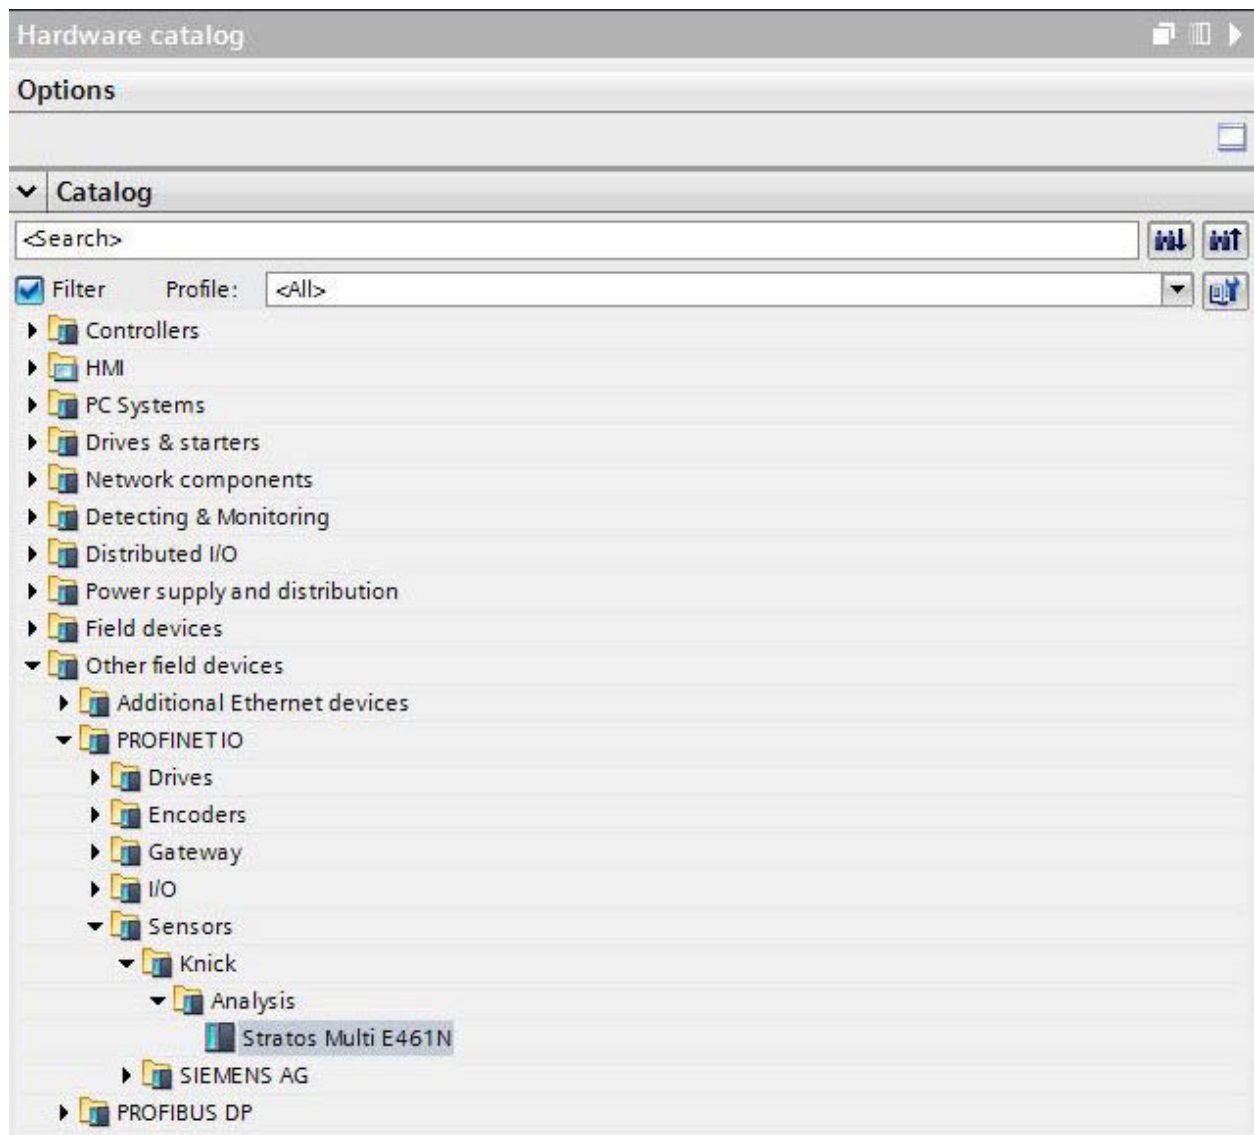 Hardware catalog
Options
Catalog
<Search>
Filter Profile: <All>
Controllers
HMI
PC Systems
Drives & starters
Network components
Detecting & Monitoring
Distributed I/O
Power supply and distribution
Field devices
Other field devices
Additional Ethernet devices
PROFINET IO
Drives
Encoders
Gateway
I/O
Sensors
Knick
Analysis
Stratos Multi E461N
SIEMENS AG
PROFIBUS DP